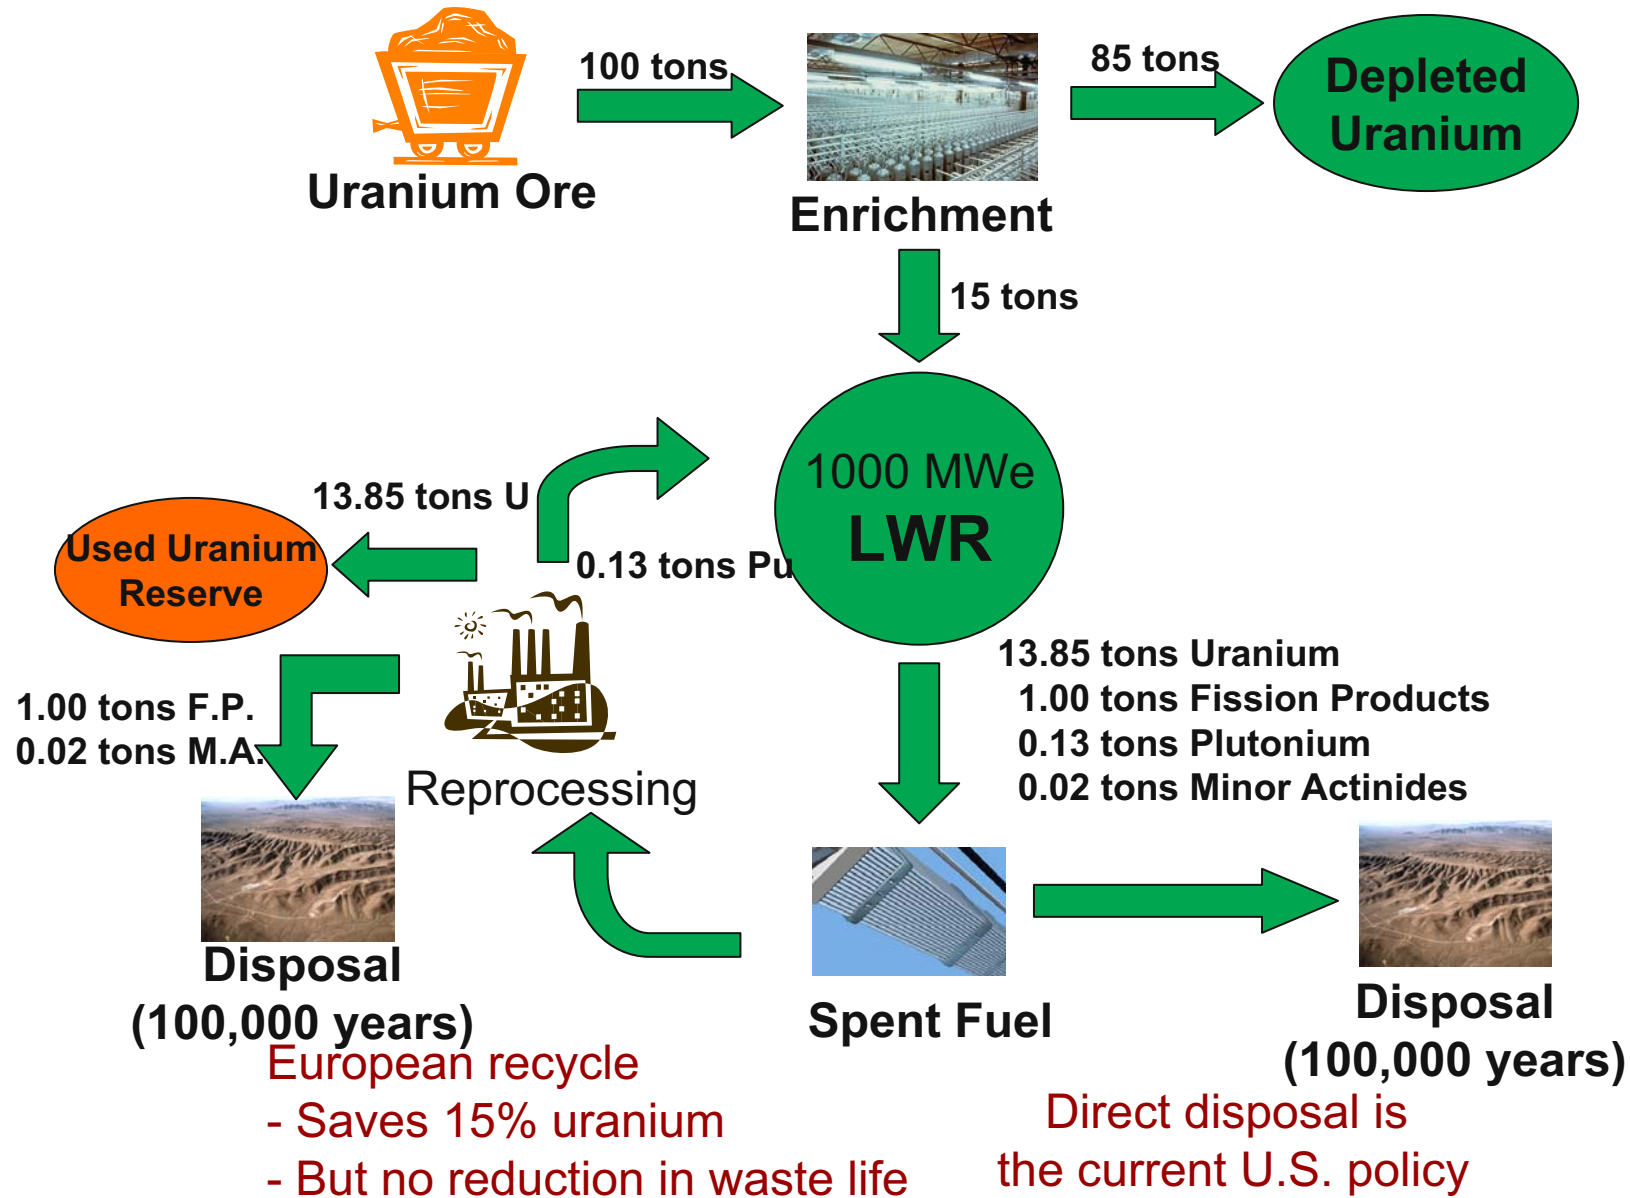 100 tons
85 tons
Depleted
Uranium
Uranium Ore
Enrichment
15 tons
1000 MWe
LWR
13.85 tons U
Used Uranium
Reserve
0.13 tons Pu
13.85 tons Uranium
1.00 tons Fission Products
0.13 tons Plutonium
0.02 tons Minor Actinides
1.00 tons F.P.
0.02 tons M.A.
Reprocessing
Disposal
(100,000 years)
Spent Fuel
Disposal
(100,000 years)
European recycle
- Saves 15% uranium
- But no reduction in waste life
Direct disposal is
the current U.S. policy